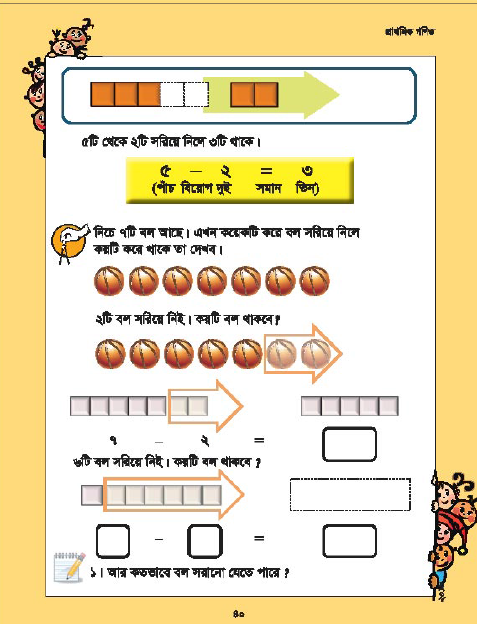 প্রাথমিক গণিত
৫টি থেকে ২টি সরিয়ে নিলে ৩টি থাকে।
৫ – ২ = ৩
(পাঁচ বিয়োগ দুই সমান তিন)
নিচে ৭টি বল আছে। এখন কয়েকটি করে বল সরিয়ে নিলে
কয়টি করে থাকে তা দেখব।
২টি বল সরিয়ে নিই। কয়টি বল থাকবে?
৭ – ২ =
৬টি বল সরিয়ে নিই। কয়টি বল থাকবে ?
– =
১। আর কতভাবে বল সরানো যেতে পারে ?
৪০